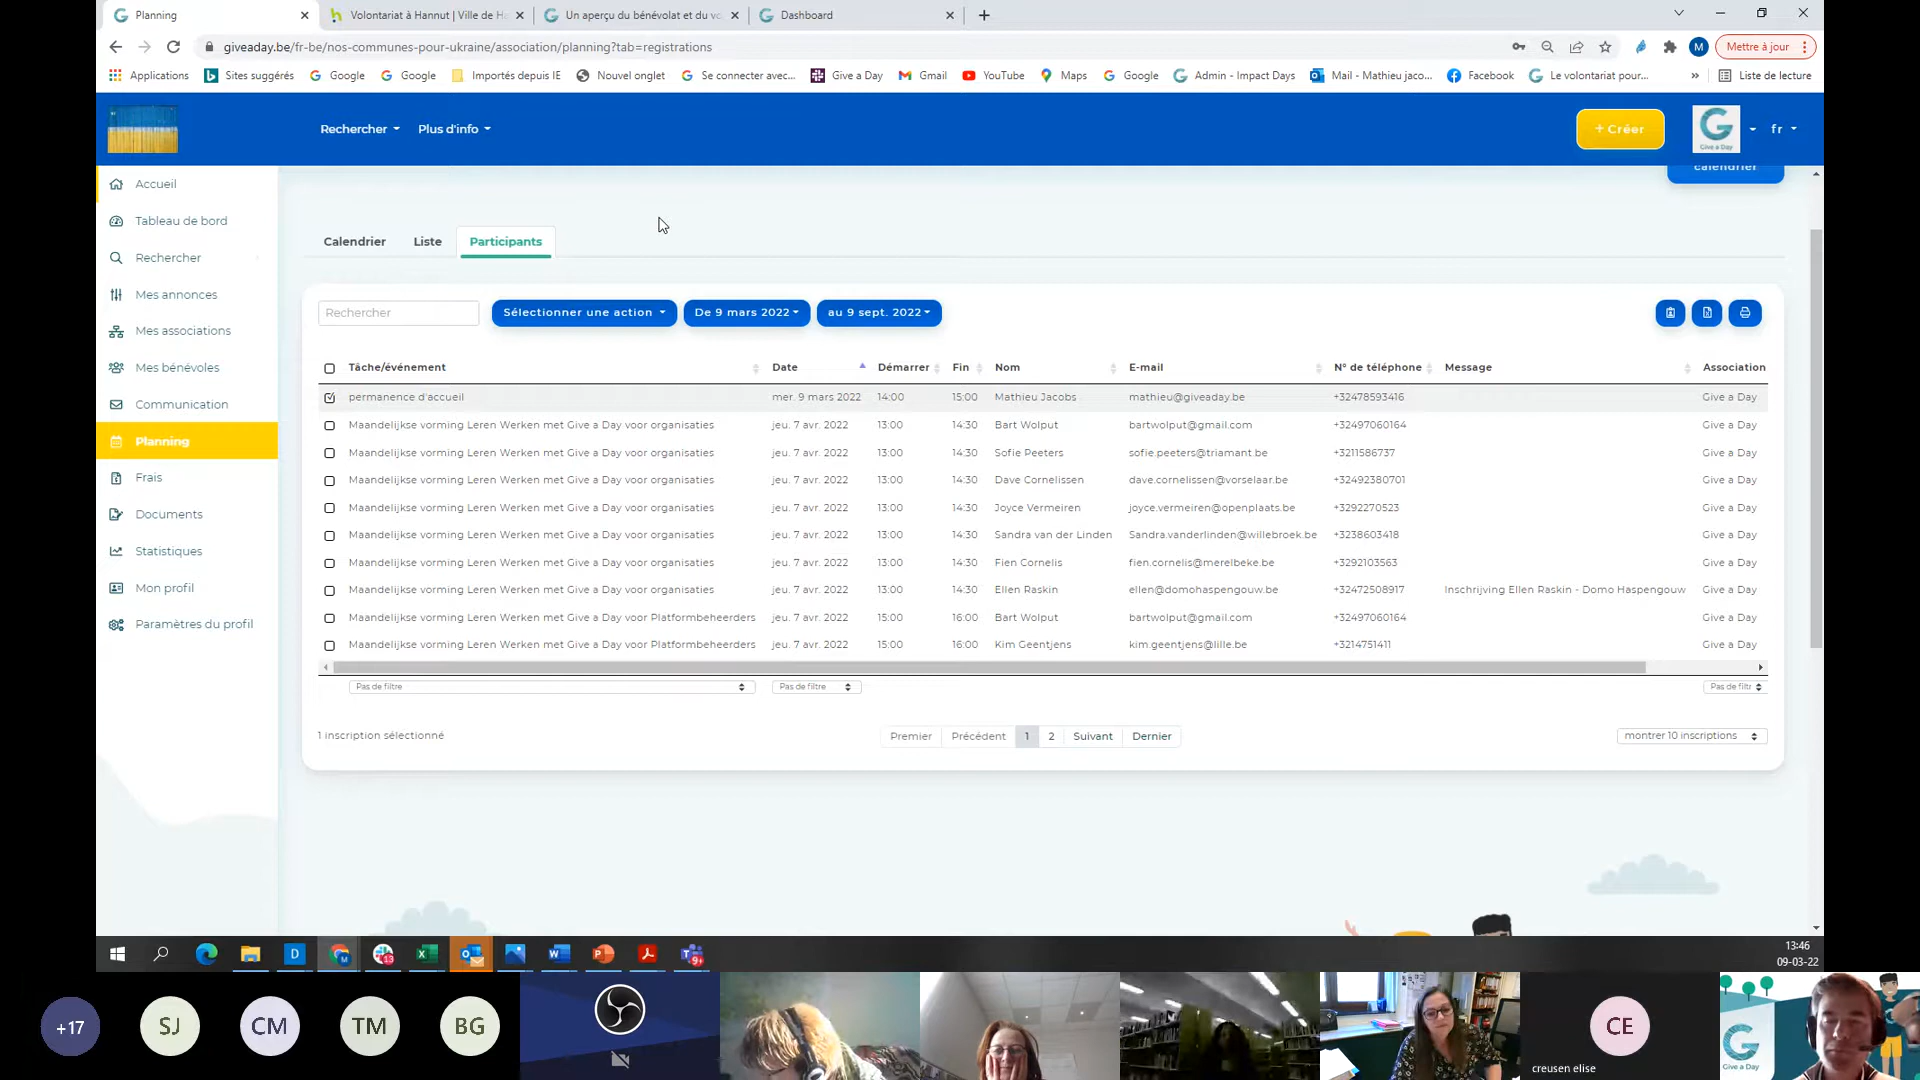 Planning
Volontariat à Hannut | Ville de Ha
Un aperçu du bénévolat et du vo
Dashboard
giveaday.be/fr-be/nos-communes-pour-ukraine/association/planning?tab=registrations
M
Mettre à jour
Applications
Sites suggérés
Google
Google
Importés depuis IE
Nouvel onglet
Se connecter avec...
Give a Day
Gmail
YouTube
Maps
Google
Admin - Impact Days
Mail - Mathieu jaco...
Facebook
Le volontariat pour...
»
Liste de lecture
Rechercher
Plus d'info
+ Créer
Give a Day
fr
calendrier
Accueil
Tableau de bord
Rechercher
Mes annonces
Mes associations
Mes bénévoles
Communication
Planning
Frais
Documents
Statistiques
Mon profil
Paramètres du profil
Calendrier
Liste
Participants
Rechercher
Sélectionner une action
De 9 mars 2022
au 9 sept. 2022
Tâche/événement Date Démarrer Fin Nom E-mail N° de téléphone Message Association
permanence d'accueil mer. 9 mars 2022 14:00 15:00 Mathieu Jacobs mathieu@giveaday.be +32478593416 Give a Day
Maandelijkse vorming Leren Werken met Give a Day voor organisaties jeu. 7 avr. 2022 13:00 14:30 Bart Wolput bartwolput@gmail.com +32497060164 Give a Day
Maandelijkse vorming Leren Werken met Give a Day voor organisaties jeu. 7 avr. 2022 13:00 14:30 Sofie Peeters sofie.peeters@triamant.be +3211586737 Give a Day
Maandelijkse vorming Leren Werken met Give a Day voor organisaties jeu. 7 avr. 2022 13:00 14:30 Dave Cornelissen dave.cornelissen@vorselaar.be +32492380701 Give a Day
Maandelijkse vorming Leren Werken met Give a Day voor organisaties jeu. 7 avr. 2022 13:00 14:30 Joyce Vermeiren joyce.vermeiren@openplaats.be +3292270523 Give a Day
Maandelijkse vorming Leren Werken met Give a Day voor organisaties jeu. 7 avr. 2022 13:00 14:30 Sandra van der Linden Sandra.vanderlinden@willebroek.be +3238603418 Give a Day
Maandelijkse vorming Leren Werken met Give a Day voor organisaties jeu. 7 avr. 2022 13:00 14:30 Fien Cornelis fien.cornelis@merelbeke.be +3292103563 Give a Day
Maandelijkse vorming Leren Werken met Give a Day voor organisaties jeu. 7 avr. 2022 13:00 14:30 Ellen Raskin ellen@domohaspengouw.be +32472508917 Inschrijving Ellen Raskin - Domo Haspengouw Give a Day
Maandelijkse vorming Leren Werken met Give a Day voor Platformbeheerders jeu. 7 avr. 2022 15:00 16:00 Bart Wolput bartwolput@gmail.com +32497060164 Give a Day
Maandelijkse vorming Leren Werken met Give a Day voor Platformbeheerders jeu. 7 avr. 2022 15:00 16:00 Kim Geentjens kim.geentjens@lille.be +3214751411 Give a Day
Pas de filtre
Pas de filtre
Pas de filtr
1 inscription sélectionné
Premier Précédent 1 2 Suivant Dernier
montrer 10 inscriptions
13:46
09-03-22
+17
SJ
CM
TM
BG
CE
creusen elise
Give a Day